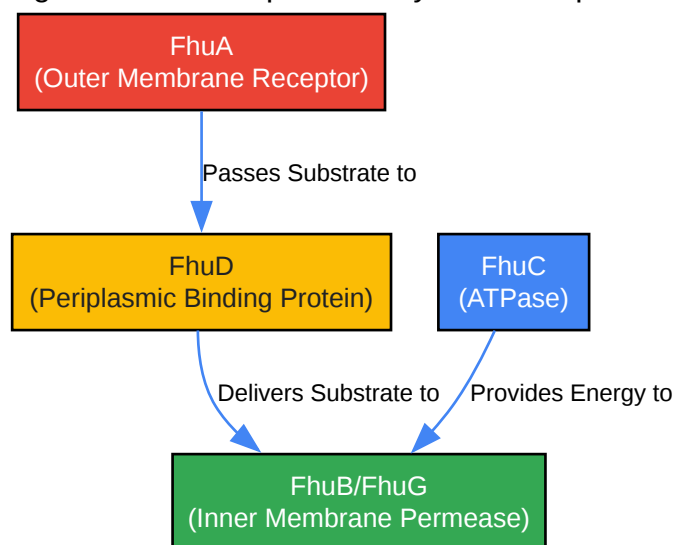 FhuA
(Outer Membrane Receptor)
Passes Substrate to
FhuD
(Periplasmic Binding Protein)
FhuC
(ATPase)
Delivers Substrate to
Provides Energy to
FhuB/FhuG
(Inner Membrane Permease)